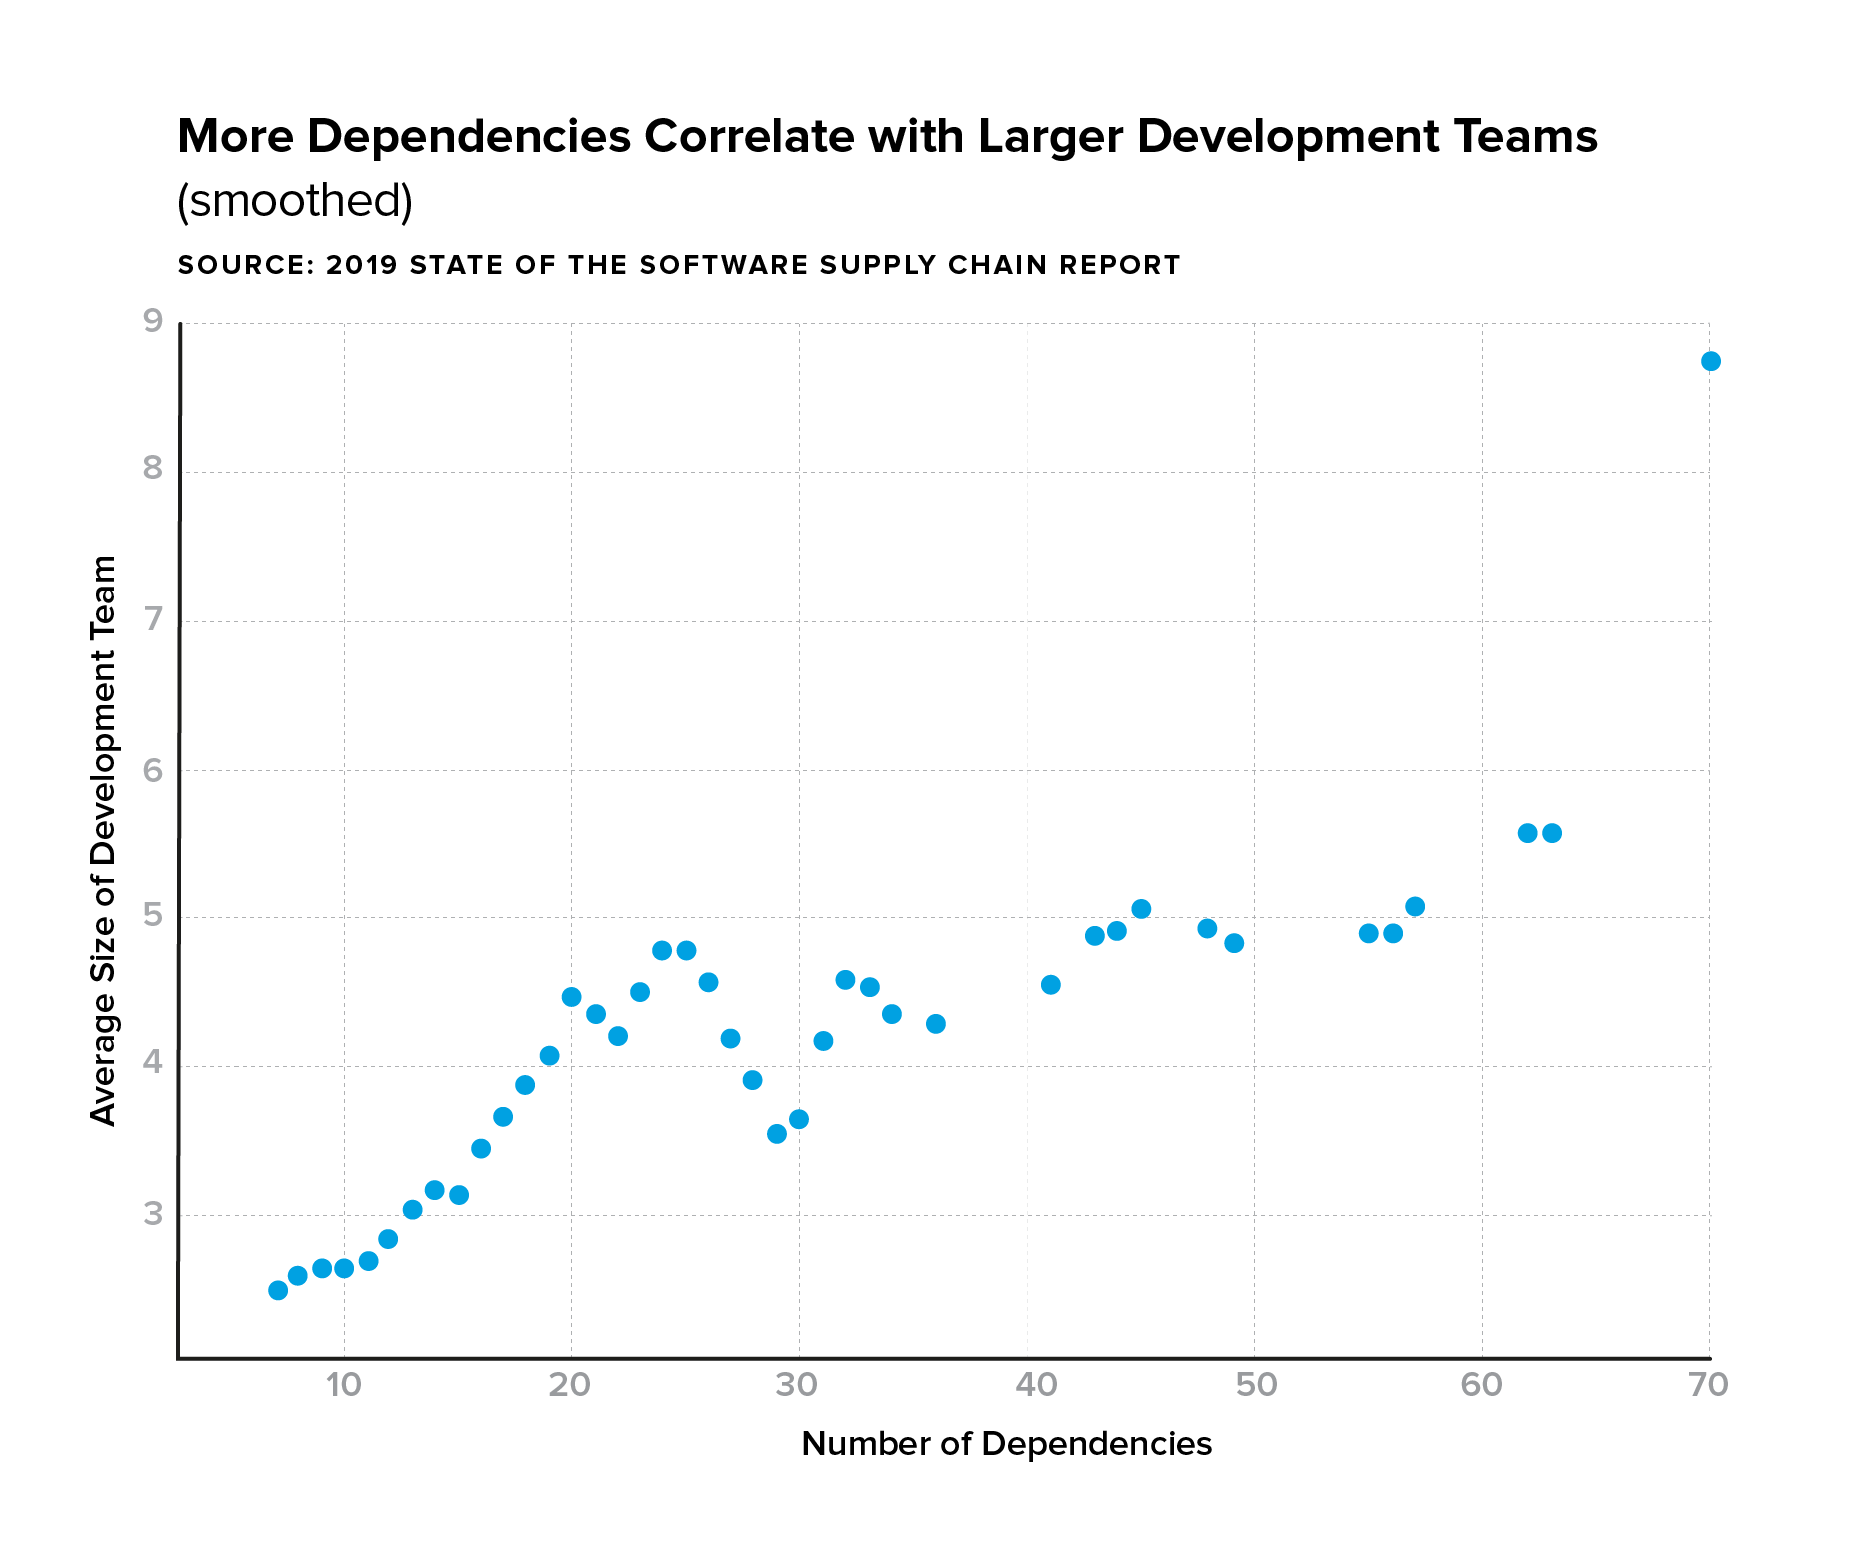 More Dependencies Correlate with Larger Development Teams
(smoothed)
SOURCE: 2019 STATE OF THE SOFTWARE SUPPLY CHAIN REPORT
9
8
7
6
5
4
3
Average Size of Development Team
10 20 30 40 50 60 70
Number of Dependencies